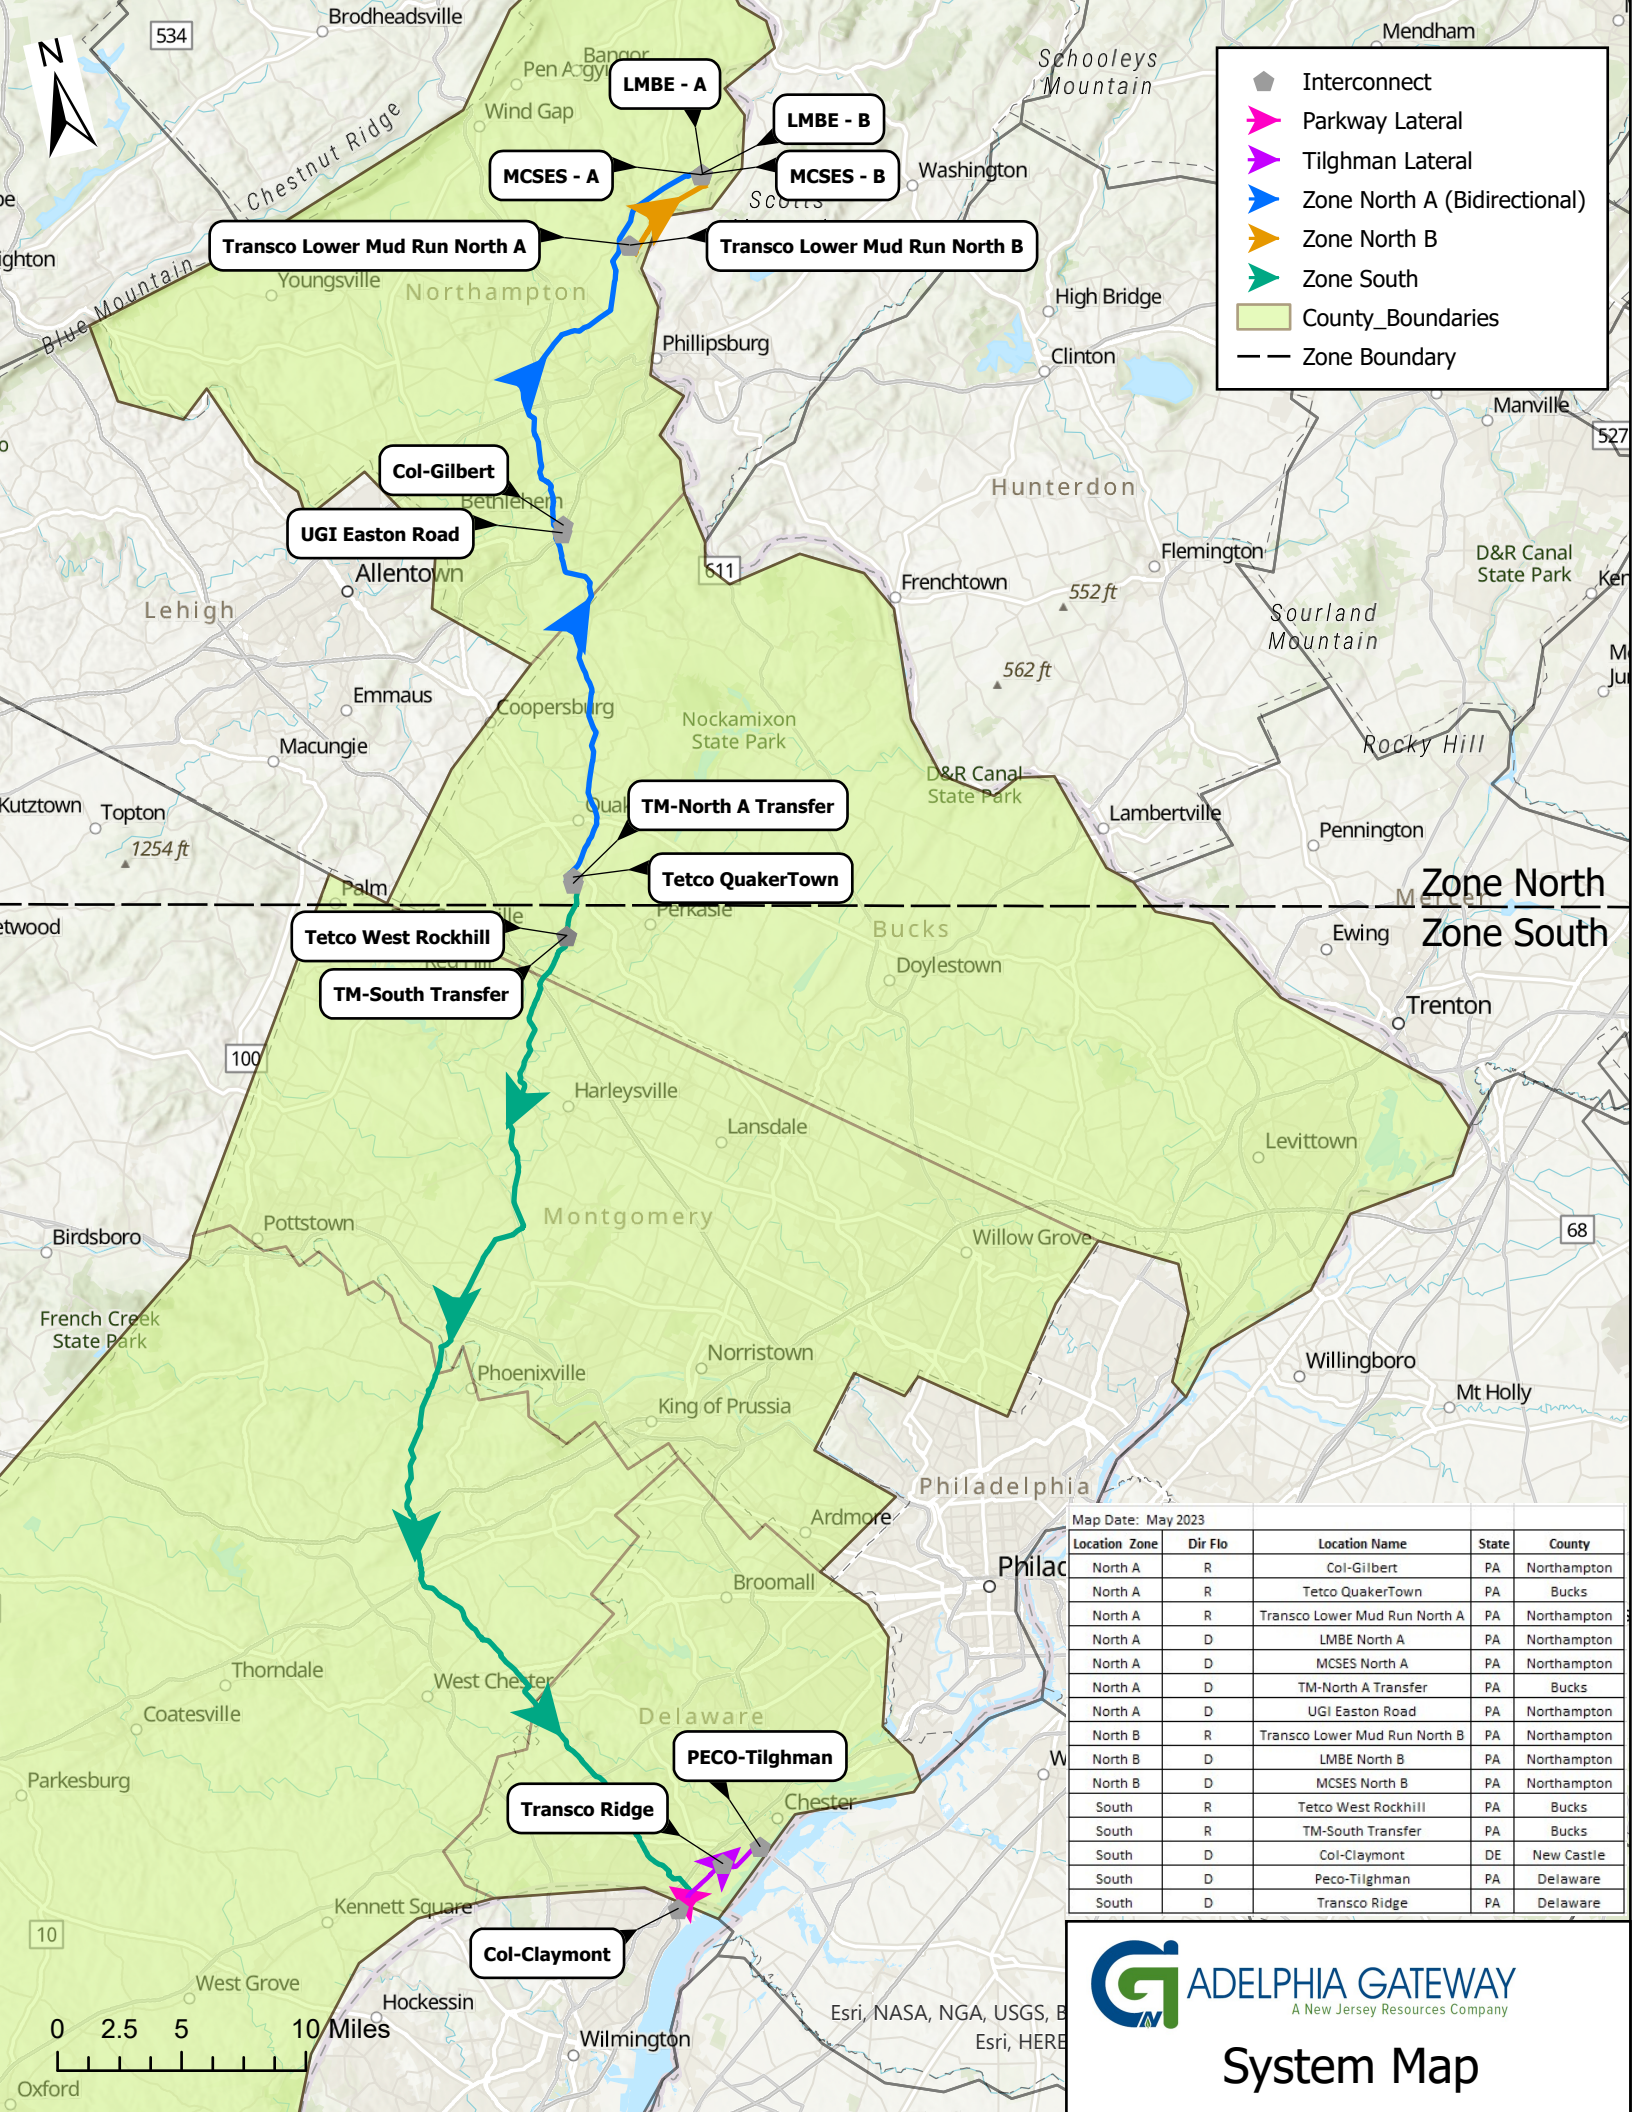 Brodheadsville
Mendham
534
N
Bangor
Schooleys
Mountain
Wind Gap
Chestnut Ridge
LMBE - A
LMBE - B
MCSES - A
MCSES - B
Washington
Interconnect
Parkway Lateral
Tilghman Lateral
Zone North A (Bidirectional)
Zone North B
Zone South
County_Boundaries
Zone Boundary
Transco Lower Mud Run North A
Transco Lower Mud Run North B
Blue Mountain
Youngsville
Northampton
High Bridge
Phillipsburg
Clinton
Manville
527
Col-Gilbert
Bethlehem
UGI Easton Road
Hunterdon
Allentown
Lehigh
611
Frenchtown
Flemington
552 ft
D&R Canal
State Park
Sourland
Mountain
562 ft
Emmaus
Coopersburg
Nockamixon
State Park
Macungie
Rocky Hill
D&R Canal
State Park
Kutztown
Topton
1254 ft
TM-North A Transfer
Lambertville
Pennington
Tetco QuakerTown
Palm
Zone North
Mercer
Perkasie
Bucks
Zone South
Ewing
Tetco West Rockhill
Doylestown
TM-South Transfer
Trenton
100
Harleysville
Lansdale
Levittown
Pottstown
Montgomery
Birdsboro
Willow Grove
68
French Creek
State Park
Norristown
Phoenixville
Willingboro
King of Prussia
Mt Holly
Philadelphia
Ardmore
Broomall
Thorndale
West Chester
Coatesville
Delaware
PECO-Tilghman
Parkesburg
Transco Ridge
Chester
Kennett Square
10
Col-Claymont
West Grove
Hockessin
Wilmington
Oxford
0 2.5 5 10 Miles
Esri, NASA, NGA, USGS,
Esri, HERE
Map Date: May 2023
Location Zone Dir Flo Location Name State County
North A R Col-Gilbert PA Northampton
North A R Tetco QuakerTown PA Bucks
North A R Transco Lower Mud Run North A PA Northampton
North A D LMBE North A PA Northampton
North A D MCSES North A PA Northampton
North A D TM-North A Transfer PA Bucks
North A D UGI Easton Road PA Northampton
North B R Transco Lower Mud Run North B PA Northampton
North B D LMBE North B PA Northampton
North B D MCSES North B PA Northampton
South R Tetco West Rockhill PA Bucks
South R TM-South Transfer PA Bucks
South D Col-Claymont DE New Castle
South D Peco-Tilghman PA Delaware
South D Transco Ridge PA Delaware
ADELPHIA GATEWAY
A New Jersey Resources Company
System Map